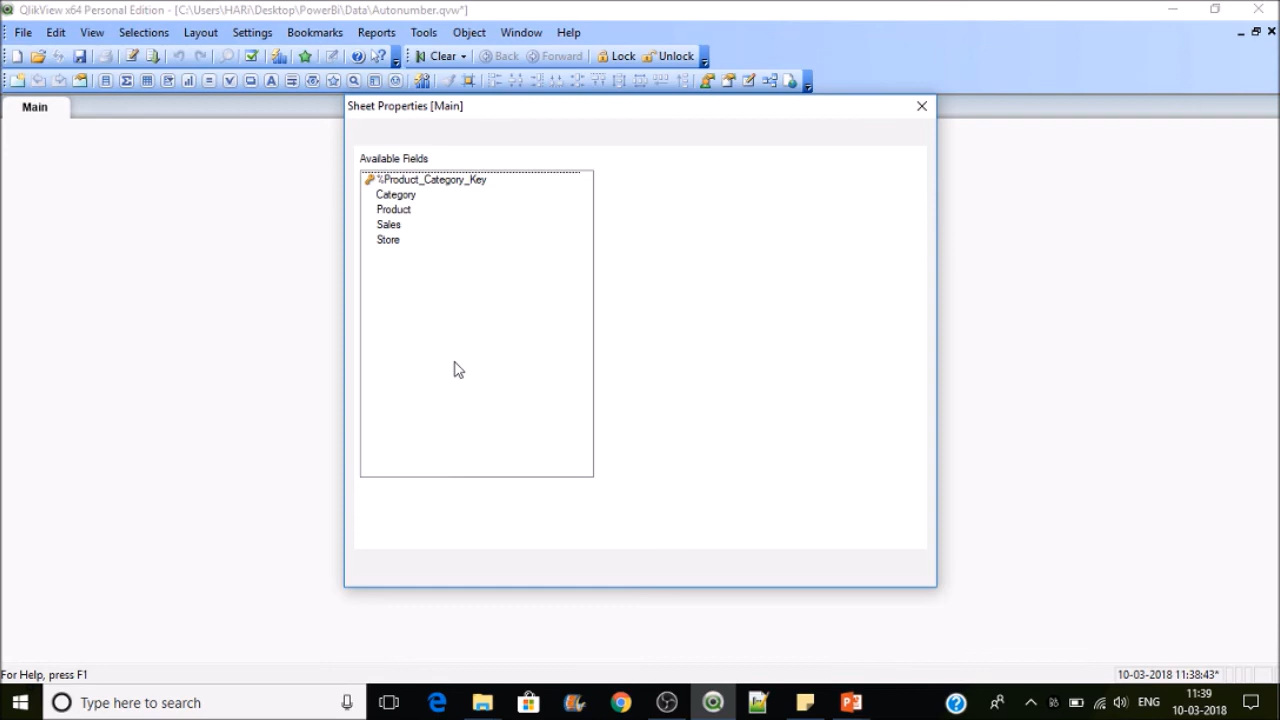 QlikView x64 Personal Edition - [C:\Users\HARi\Desktop\PowerBi\Data\Autonumber.qvw*]
File Edit View Selections Layout Settings Bookmarks Reports Tools Object Window Help
Clear Back Forward Lock Unlock
Main
Sheet Properties [Main]
Available Fields
%Product_Category_Key
Category
Product
Sales
Store
For Help, press F1
10-03-2018 11:38:43*
Type here to search
ENG
11:39
10-03-2018